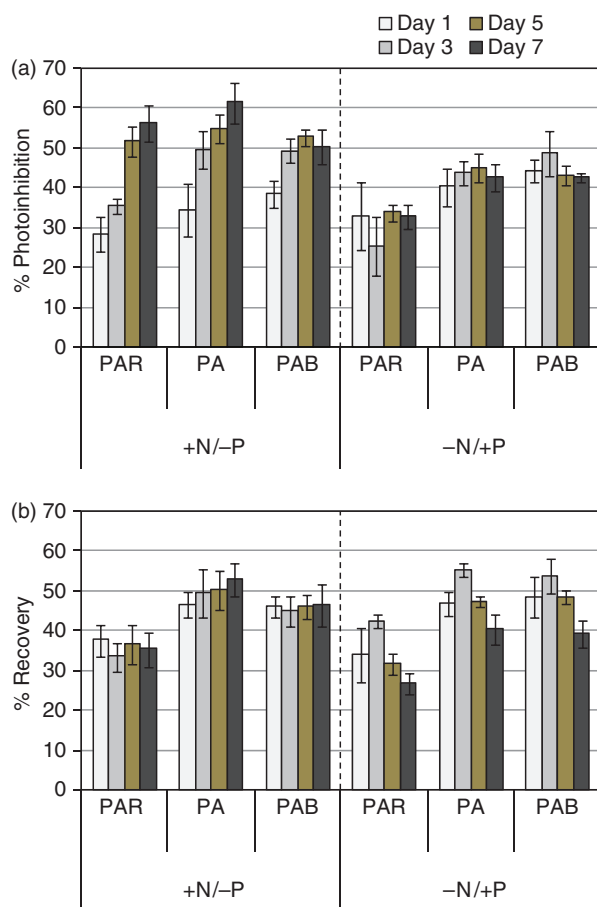 Day 1 Day 5
Day 3 Day 7
(a)
70
60
50
40
30
20
10
0
% Photoinhibition
PAR PA PAB PAR PA PAB
+N/–P –N/+P
(b)
70
60
50
40
30
20
10
0
% Recovery
PAR PA PAB PAR PA PAB
+N/–P –N/+P